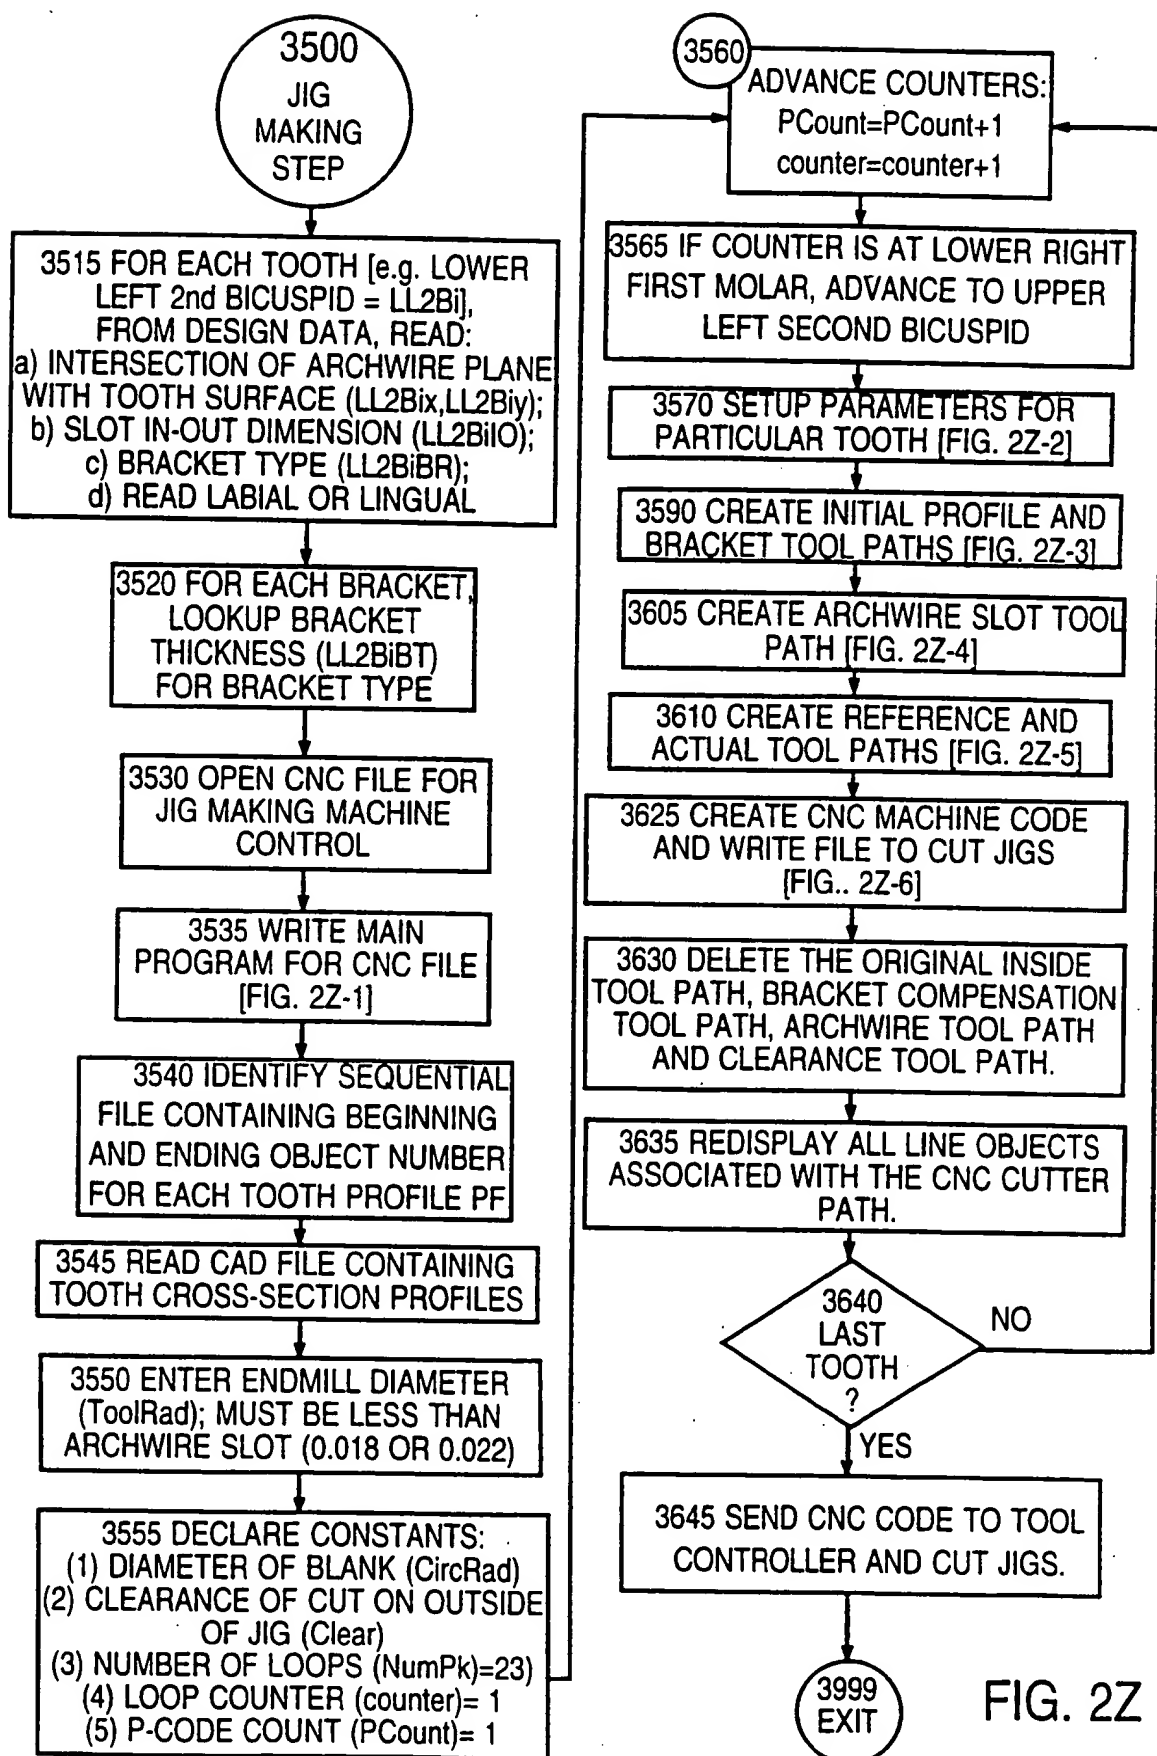 3500
JIG
MAKING
STEP
3515 FOR EACH TOOTH [e.g. LOWER
LEFT 2nd BICUSPID = LL2Bi],
FROM DESIGN DATA, READ:
a) INTERSECTION OF ARCHWIRE PLANE
WITH TOOTH SURFACE (LL2Bix,LL2Biy);
b) SLOT IN-OUT DIMENSION (LL2BiIO);
c) BRACKET TYPE (LL2BiBR);
d) READ LABIAL OR LINGUAL
3520 FOR EACH BRACKET,
LOOKUP BRACKET
THICKNESS (LL2BiBT)
FOR BRACKET TYPE
3530 OPEN CNC FILE FOR
JIG MAKING MACHINE
CONTROL
3535 WRITE MAIN
PROGRAM FOR CNC FILE
[FIG. 2Z-1]
3540 IDENTIFY SEQUENTIAL
FILE CONTAINING BEGINNING
AND ENDING OBJECT NUMBER
FOR EACH TOOTH PROFILE PF
3545 READ CAD FILE CONTAINING
TOOTH CROSS-SECTION PROFILES
3550 ENTER ENDMILL DIAMETER
(ToolRad); MUST BE LESS THAN
ARCHWIRE SLOT (0.018 OR 0.022)
3555 DECLARE CONSTANTS:
(1) DIAMETER OF BLANK (CircRad)
(2) CLEARANCE OF CUT ON OUTSIDE
OF JIG (Clear)
(3) NUMBER OF LOOPS (NumPk)=23)
(4) LOOP COUNTER (counter)= 1
(5) P-CODE COUNT (PCount)= 1
3560
ADVANCE COUNTERS:
PCount=PCount+1
counter=counter+1
3565 IF COUNTER IS AT LOWER RIGHT
FIRST MOLAR, ADVANCE TO UPPER
LEFT SECOND BICUSPID
3570 SETUP PARAMETERS FOR
PARTICULAR TOOTH [FIG. 2Z-2]
3590 CREATE INITIAL PROFILE AND
BRACKET TOOL PATHS [FIG. 2Z-3]
3605 CREATE ARCHWIRE SLOT TOOL
PATH [FIG. 2Z-4]
3610 CREATE REFERENCE AND
ACTUAL TOOL PATHS [FIG. 2Z-5]
3625 CREATE CNC MACHINE CODE
AND WRITE FILE TO CUT JIGS
[FIG.. 2Z-6]
3630 DELETE THE ORIGINAL INSIDE
TOOL PATH, BRACKET COMPENSATION
TOOL PATH, ARCHWIRE TOOL PATH
AND CLEARANCE TOOL PATH.
3635 REDISPLAY ALL LINE OBJECTS
ASSOCIATED WITH THE CNC CUTTER
PATH.
3640
LAST
TOOTH
?
NO
YES
3645 SEND CNC CODE TO TOOL
CONTROLLER AND CUT JIGS.
3999
EXIT
FIG. 2Z